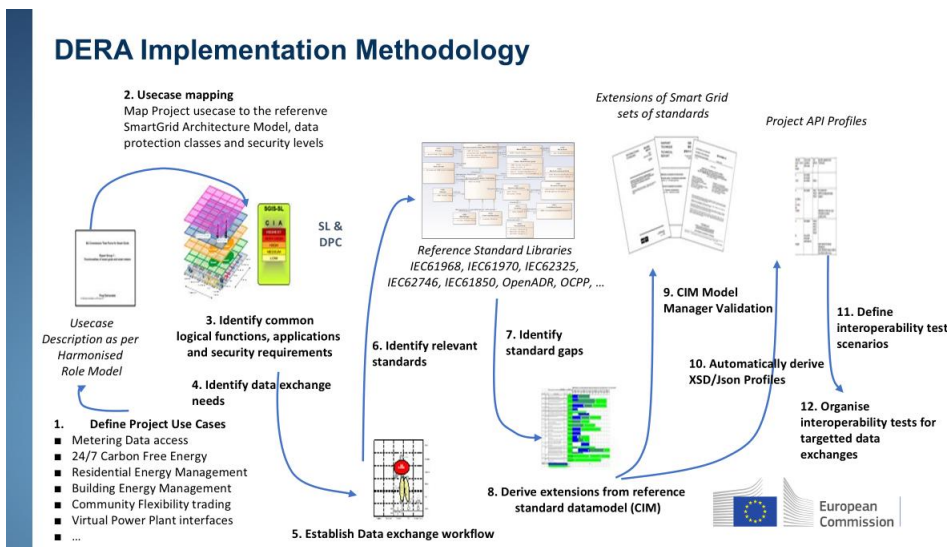 DERA Implementation Methodology
2. Usecase mapping
Map Project usecase to the referenve
SmartGrid Architecture Model, data
protection classes and security levels
Extensions of Smart Grid
sets of standards
Project API Profiles
SGIS-SL
C I A
HIGHEST
HIGH
MEDIUM
LOW
SL &
DPC
Usecase
Description as per
Harmonised
Role Model
Reference Standard Libraries
IEC61968, IEC61970, IEC62325,
IEC62746, IEC61850, OpenADR, OCPP, ...
3. Identify common
logical functions, applications
and security requirements
4. Identify data exchange
needs
6. Identify relevant
standards
7. Identify
standard gaps
9. CIM Model
Manager Validation
10. Automatically derive
XSD/Json Profiles
11. Define
interoperability test
scenarios
12. Organise
interoperability tests for
targetted data
exchanges
1. Define Project Use Cases
■ Metering Data access
■ 24/7 Carbon Free Energy
■ Residential Energy Management
■ Building Energy Management
■ Community Flexibility trading
■ Virtual Power Plant interfaces
■ ...
5. Establish Data exchange workflow
8. Derive extensions from reference
standard datamodel (CIM)
European
Commission